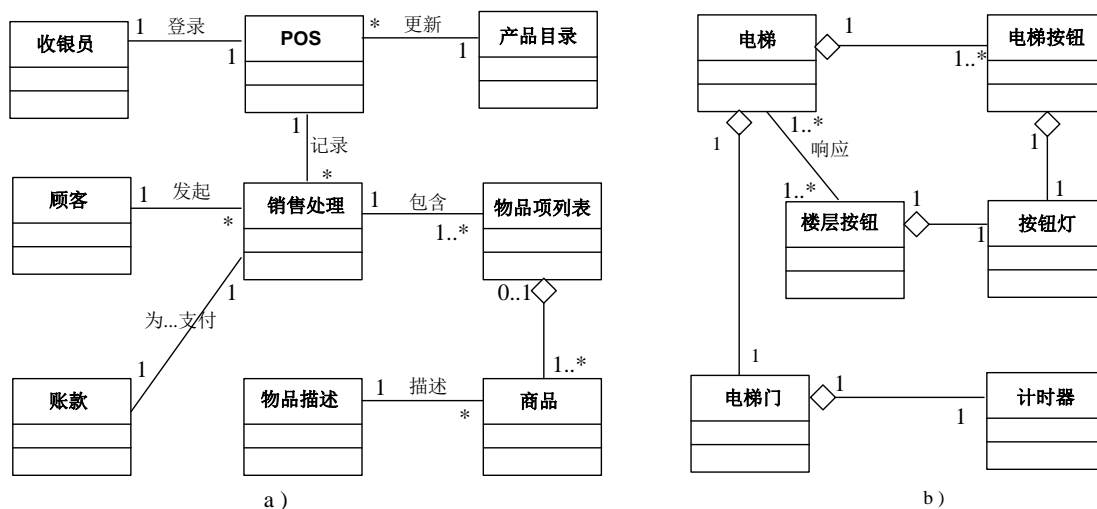 收银员 1 登录 1 POS * 更新 1 产品目录
1 记录 *
顾客 1 发起 * 销售处理 1 包含 1..* 物品项列表
1 为...支付 1
0..1 1..*
账款 物品描述 1 描述 * 商品
a )
电梯 1 1..* 电梯按钮
1 1..* 响应 1..* 1 1
楼层按钮 1 1 按钮灯
1
电梯门 1 1 计时器
b )